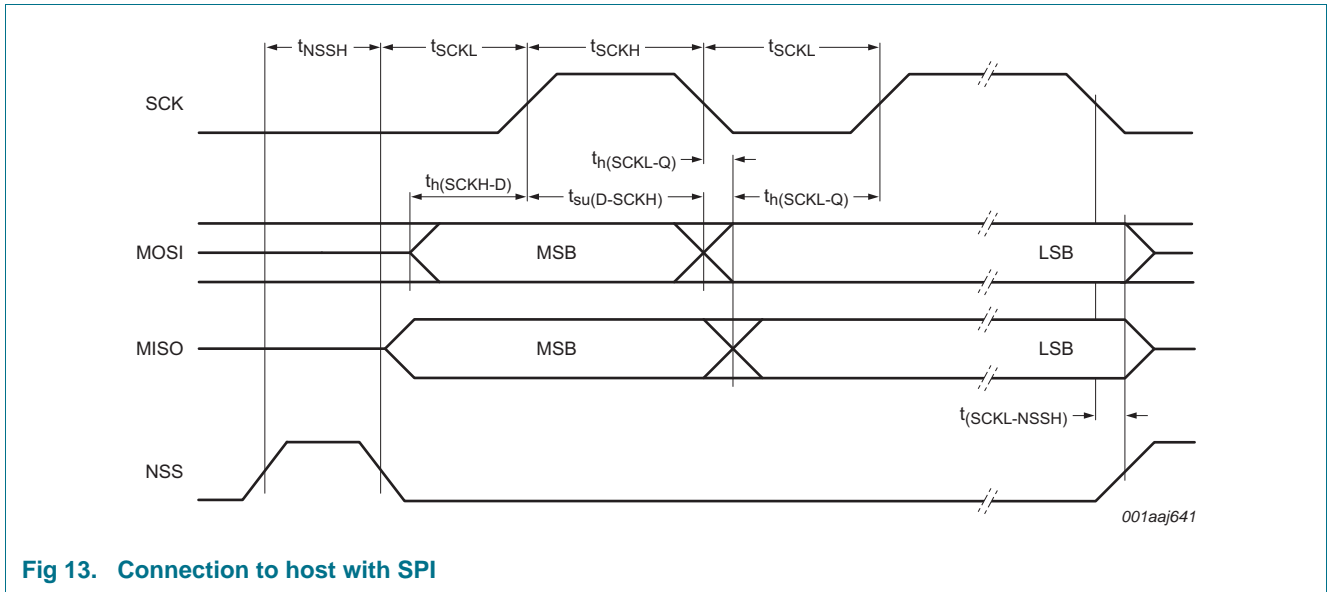 tNSSH tSCKL tSCKH tSCKL
SCK
th(SCKL-Q)
th(SCKH-D) tsu(D-SCKH) th(SCKL-Q)
MOSI MSB LSB
MISO MSB LSB
t(SCKL-NSSH)
NSS
001aaj641
Fig 13. Connection to host with SPI